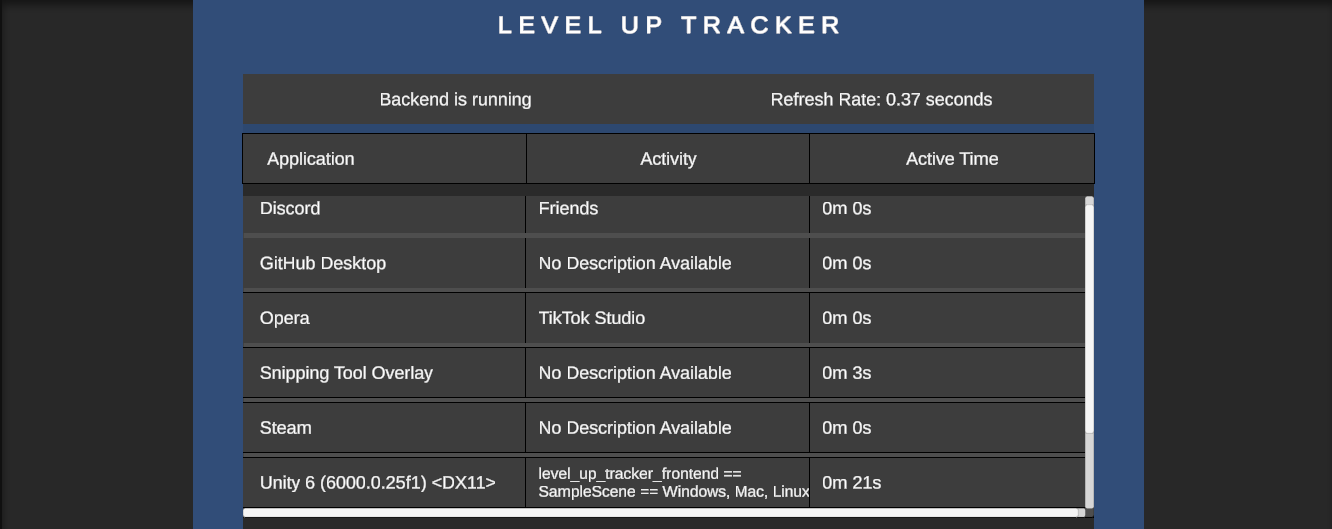 LEVEL UP TRACKER
Backend is running Refresh Rate: 0.37 seconds
Application Activity Active Time
Discord Friends 0m 0s
GitHub Desktop No Description Available 0m 0s
Opera TikTok Studio 0m 0s
Snipping Tool Overlay No Description Available 0m 3s
Steam No Description Available 0m 0s
Unity 6 (6000.0.25f1) <DX11> level_up_tracker_frontend == 0m 21s
SampleScene == Windows, Mac, Linux